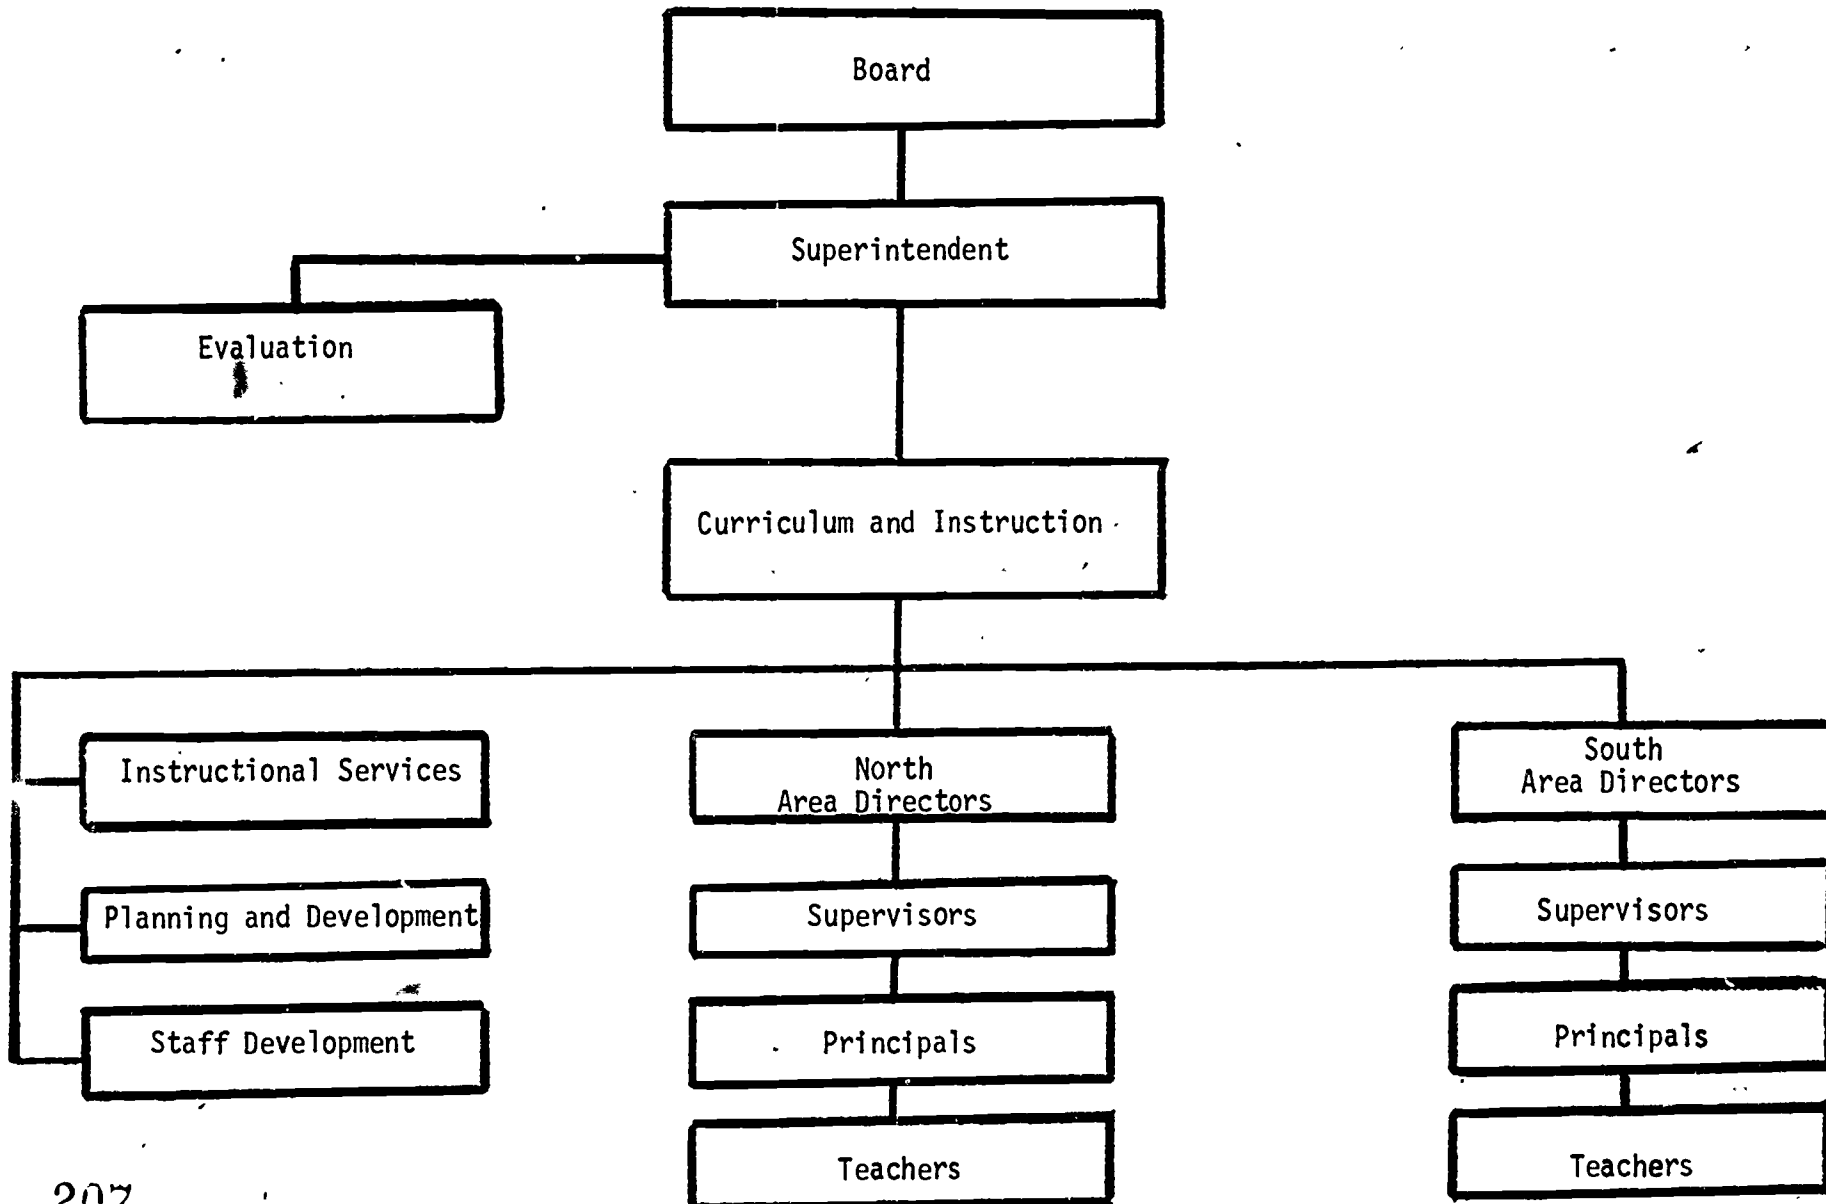 Board
Superintendent
Evaluation
Curriculum and Instruction
Instructional Services
North
Area Directors
South
Area Directors
Planning and Development
Supervisors
Supervisors
Staff Development
Principals
Principals
Teachers
Teachers
207